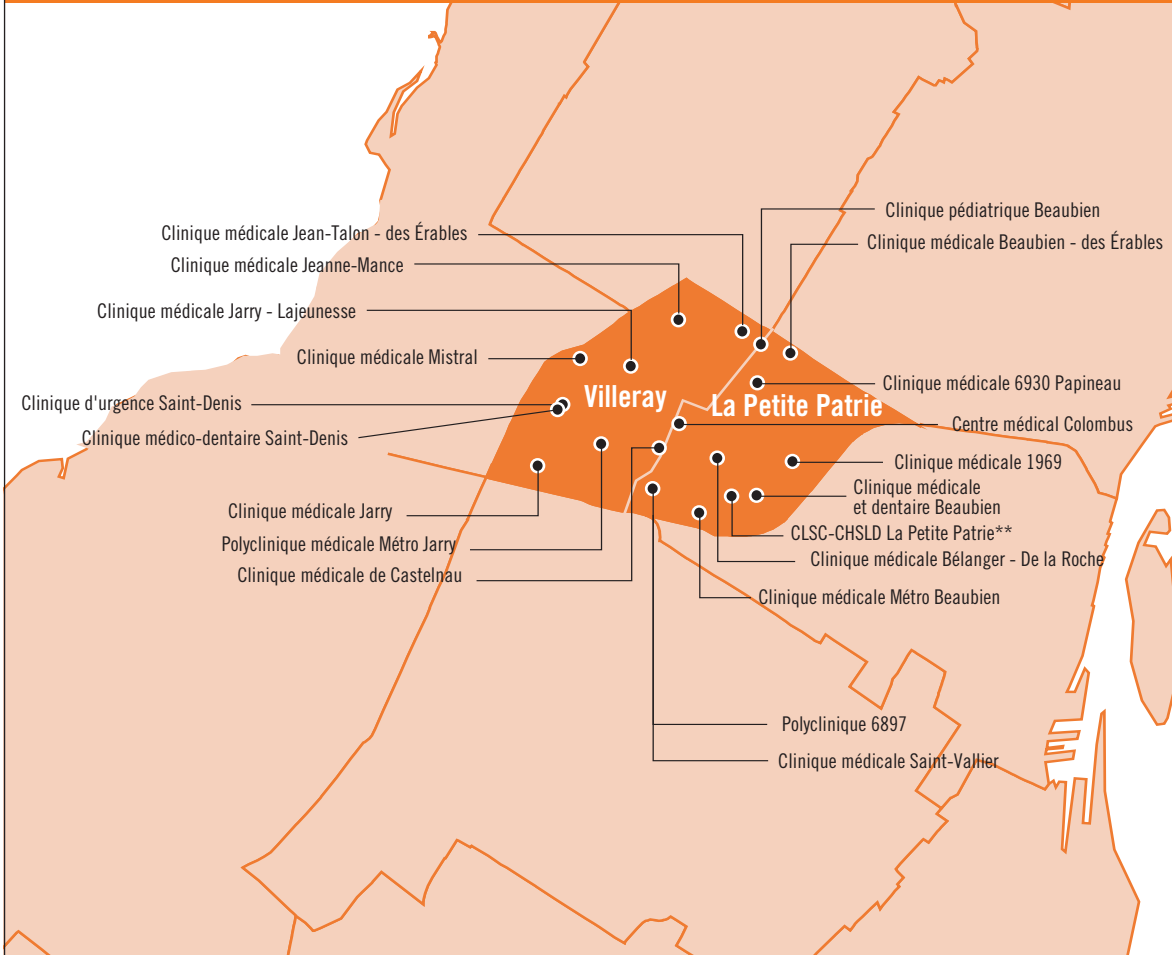 Clinique pédiatrique Beaubien
Clinique médicale Jean-Talon - des Érables
Clinique médicale Beaubien - des Érables
Clinique médicale Jeanne-Mance
Clinique médicale Jarry - Lajeunesse
Clinique médicale Mistral
Clinique médicale 6930 Papineau
Villeray
La Petite Patrie
Clinique d'urgence Saint-Denis
Centre médical Colombus
Clinique médico-dentaire Saint-Denis
Clinique médicale 1969
Clinique médicale
et dentaire Beaubien
Clinique médicale Jarry
CLSC-CHSLD La Petite Patrie**
Polyclinique médicale Métro Jarry
Clinique médicale Bélanger - De la Roche
Clinique médicale de Castelnau
Clinique médicale Métro Beaubien
Polyclinique 6897
Clinique médicale Saint-Vallier